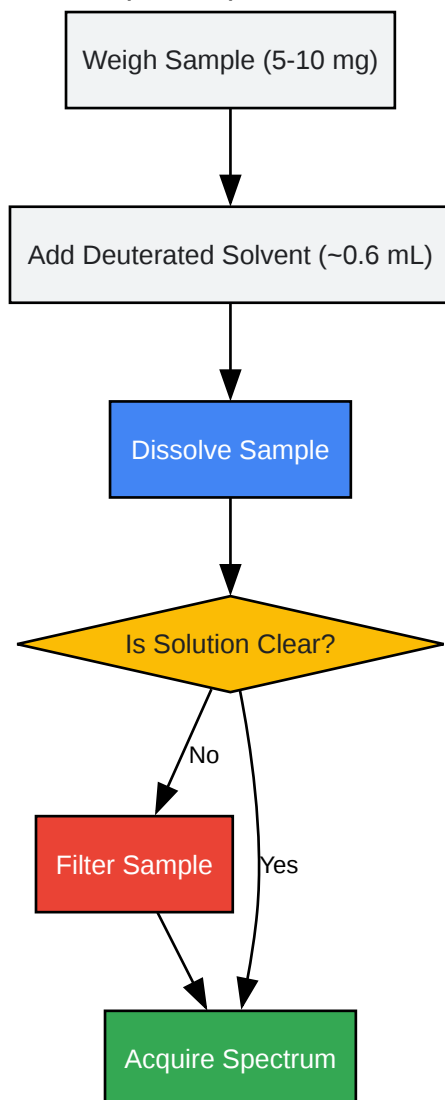 Weigh Sample (5-10 mg)
Add Deuterated Solvent (~0.6 mL)
Dissolve Sample
Is Solution Clear?
No
Filter Sample
Yes
Acquire Spectrum